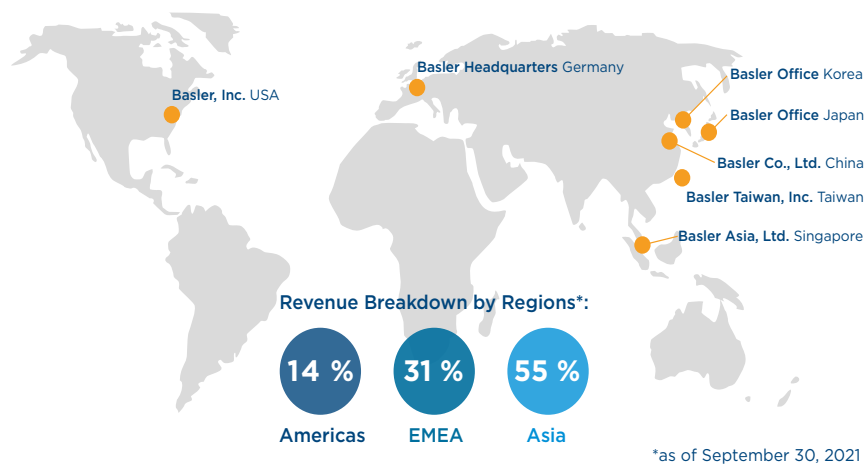 Basler Headquarters Germany
Basler Office Korea
Basler, Inc. USA
Basler Office Japan
Basler Co., Ltd. China
Basler Taiwan, Inc. Taiwan
Basler Asia, Ltd. Singapore
Revenue Breakdown by Regions*:
14 %
31 %
55 %
Americas
EMEA
Asia
*as of September 30, 2021